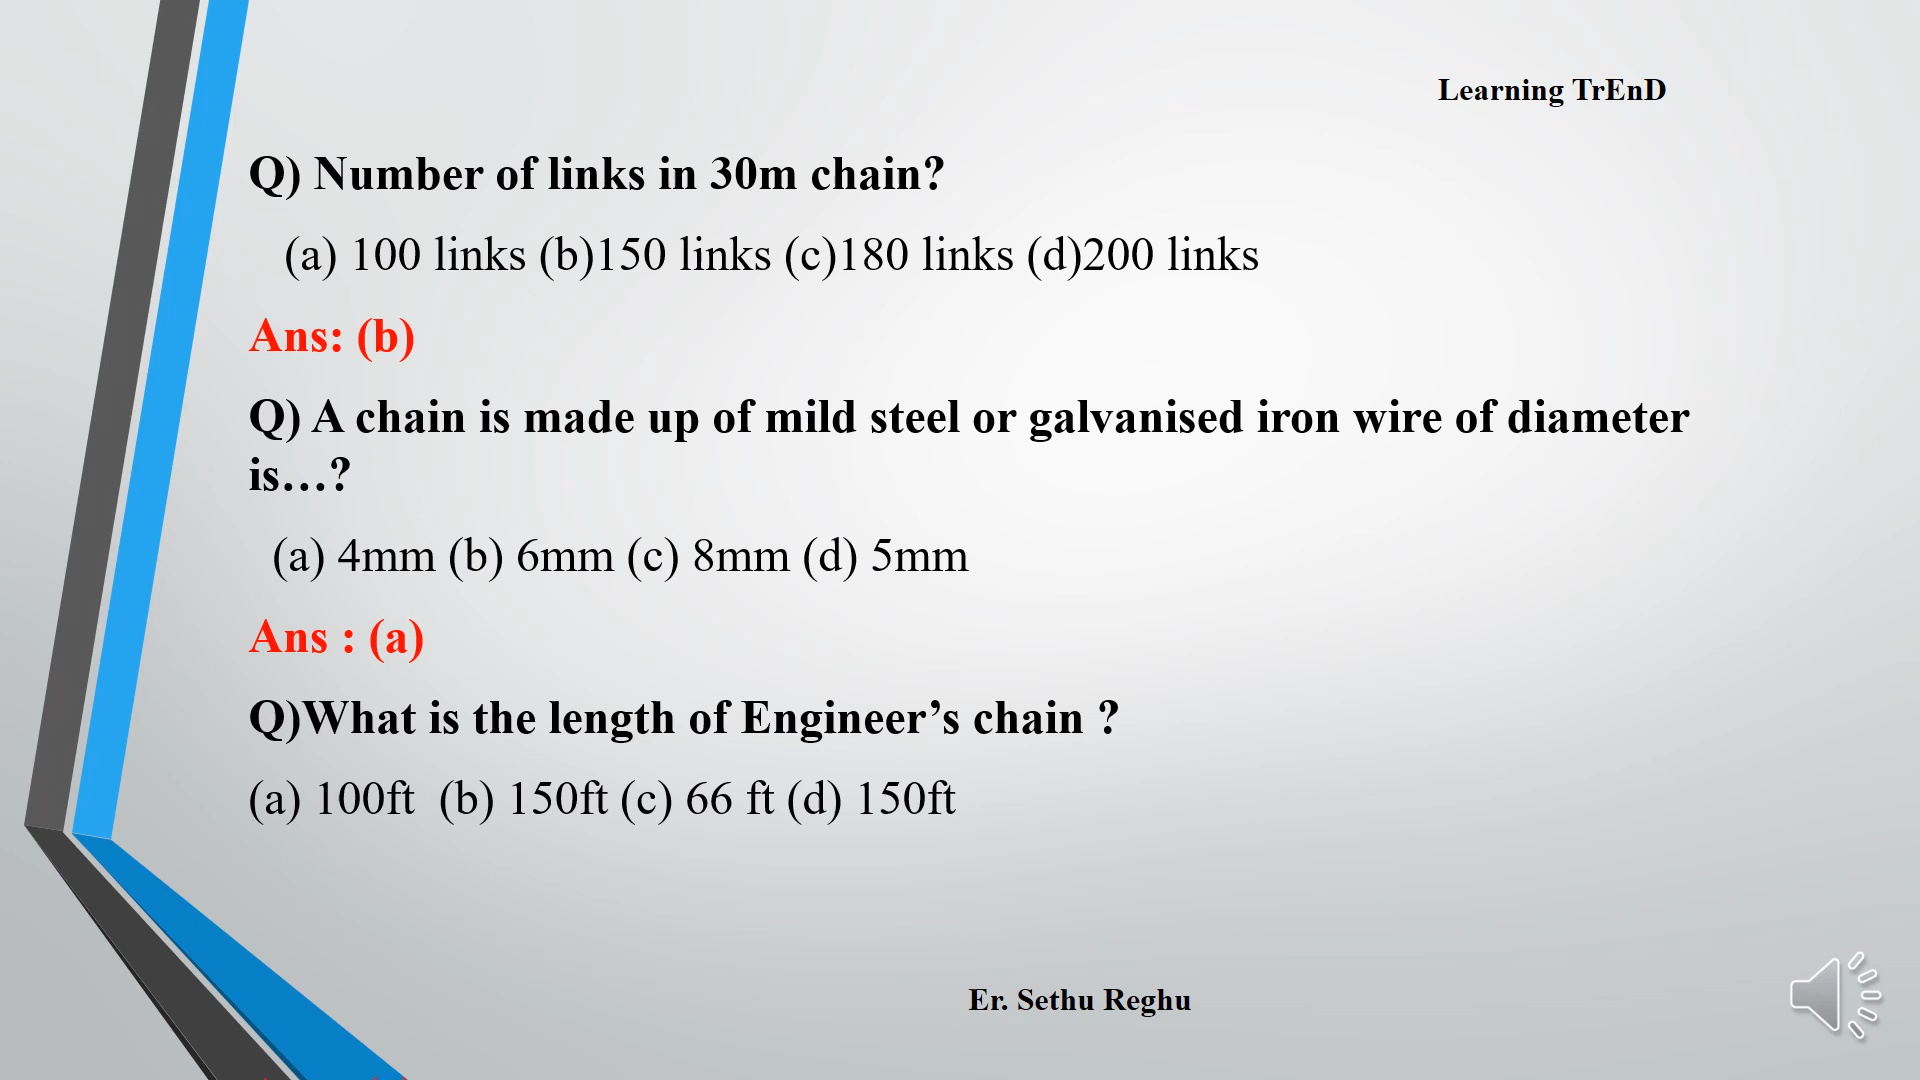 Learning TrEnD
Q) Number of links in 30m chain?
(a) 100 links (b)150 links (c)180 links (d)200 links
Ans: (b)
Q) A chain is made up of mild steel or galvanised iron wire of diameter
is…?
(a) 4mm (b) 6mm (c) 8mm (d) 5mm
Ans : (a)
Q)What is the length of Engineer’s chain ?
(a) 100ft  (b) 150ft (c) 66 ft (d) 150ft
Er. Sethu Reghu